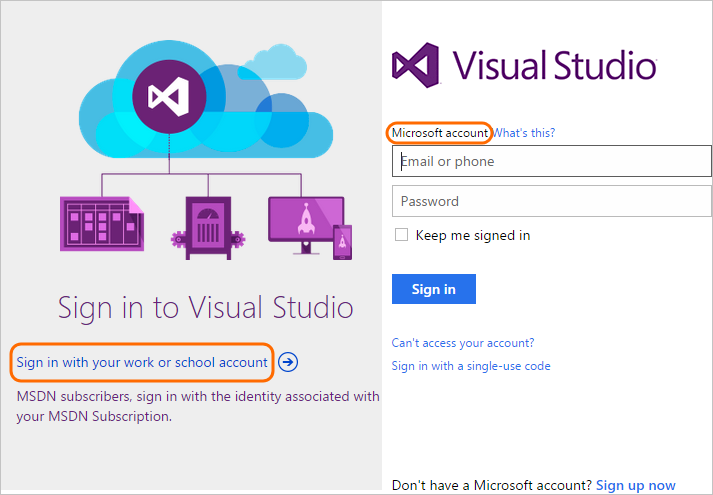 Sign in to Visual Studio
Sign in with your work or school account
MSDN subscribers, sign in with the identity associated with
your MSDN Subscription.
Visual Studio
Microsoft account What's this?
Email or phone
Password
Keep me signed in
Sign in
Can't access your account?
Sign in with a single-use code
Don't have a Microsoft account? Sign up now